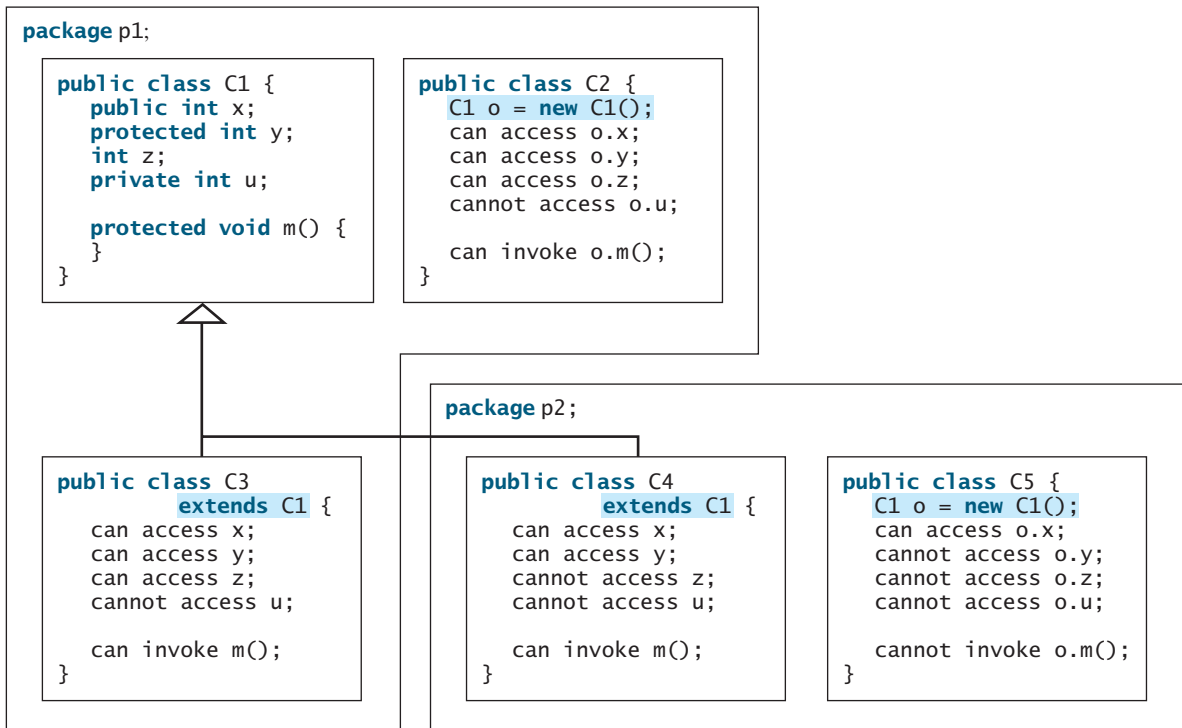 package p1;
public class C1 {
public int x;
protected int y;
int z;
private int u;
protected void m() {
}
}
public class C2 {
C1 o = new C1();
can access o.x;
can access o.y;
can access o.z;
cannot access o.u;
can invoke o.m();
}
package p2;
public class C3
extends C1 {
can access x;
can access y;
can access z;
cannot access u;
can invoke m();
}
public class C4
extends C1 {
can access x;
can access y;
cannot access z;
cannot access u;
can invoke m();
}
public class C5 {
C1 o = new C1();
can access o.x;
cannot access o.y;
cannot access o.z;
cannot access o.u;
cannot invoke o.m();
}